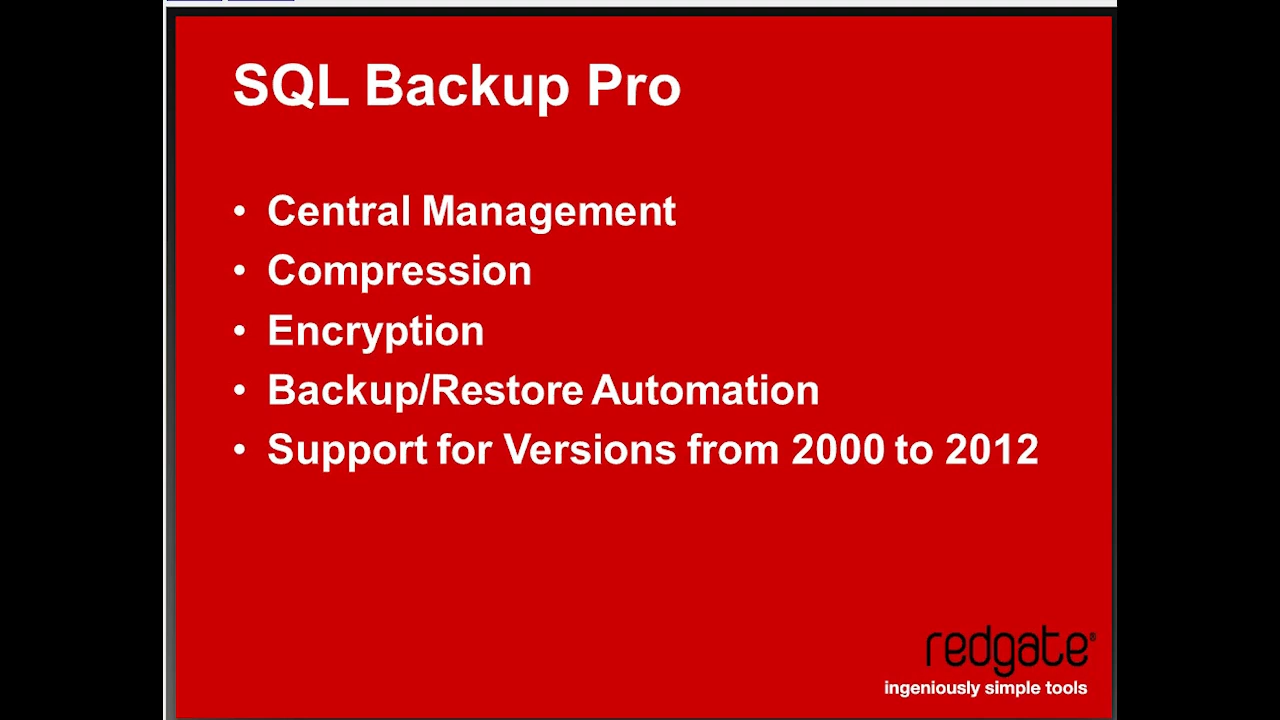 SQL Backup Pro
• Central Management
• Compression
• Encryption
• Backup/Restore Automation
• Support for Versions from 2000 to 2012
redgate®
ingeniously simple tools